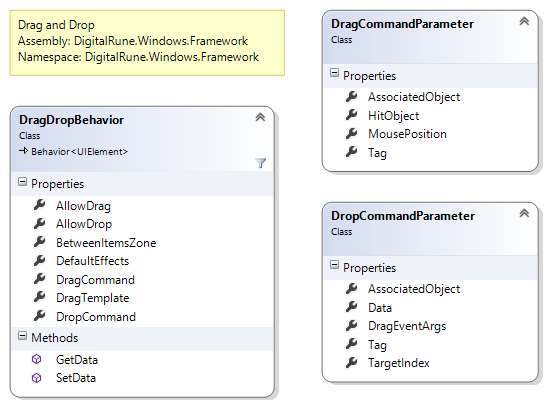 Drag and Drop
Assembly: DigitalRune.Windows.Framework
Namespace: DigitalRune.Windows.Framework
DragDropBehavior
Class
Behavior<UIElement>
Properties
AllowDrag
AllowDrop
BetweenItemsZone
DefaultEffects
DragCommand
DragTemplate
DropCommand
Methods
GetData
SetData
DragCommandParameter
Class
Properties
AssociatedObject
HitObject
MousePosition
Tag
DropCommandParameter
Class
Properties
AssociatedObject
Data
DragEventArgs
Tag
TargetIndex